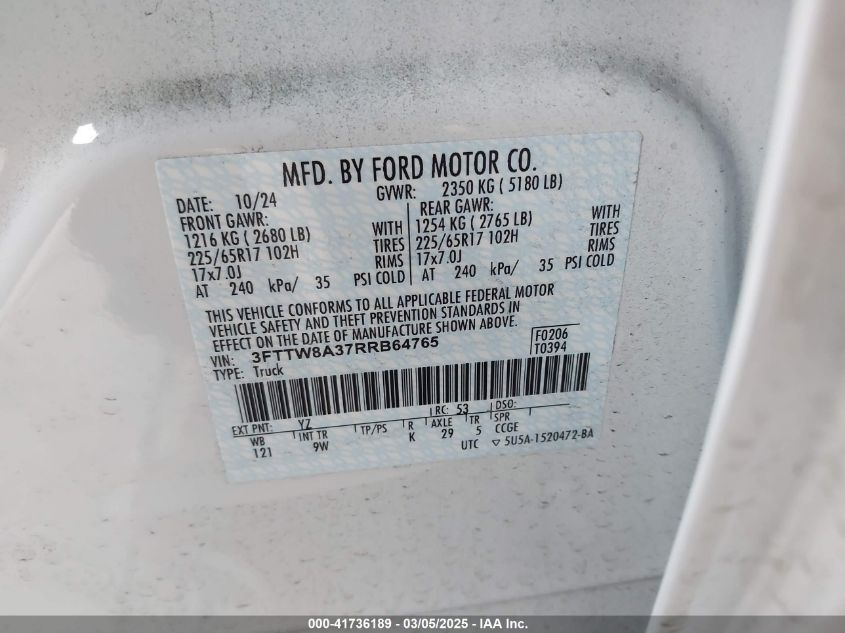 MFD. BY FORD MOTOR CO.
DATE: 10/24 GVWR: 2350 KG ( 5180 LB)
FRONT GAWR: REAR GAWR:
1216 KG ( 2680 LB) WITH 1254 KG ( 2765 LB) WITH
225/65R17 102H TIRES 225/65R17 102H TIRES
17x7.0J RIMS 17x7.0J RIMS
AT 240 kPa/ 35 PSI COLD AT 240 kPa/ 35 PSI COLD
THIS VEHICLE CONFORMS TO ALL APPLICABLE FEDERAL MOTOR
VEHICLE SAFETY AND THEFT PREVENTION STANDARDS IN
EFFECT ON THE DATE OF MANUFACTURE SHOWN ABOVE.
VIN: 3FTTW8A37RRB64765 F0206
TYPE: Truck T0394
EXT PNT: YZ RC: 53 DSO:
WB INT TR TP/PS R AXLE TR SPR
121 9W K 29 5 CCGE
UTC ▽ 5U5A-1520472-BA
000-41736189 - 03/05/2025 - 5NS.